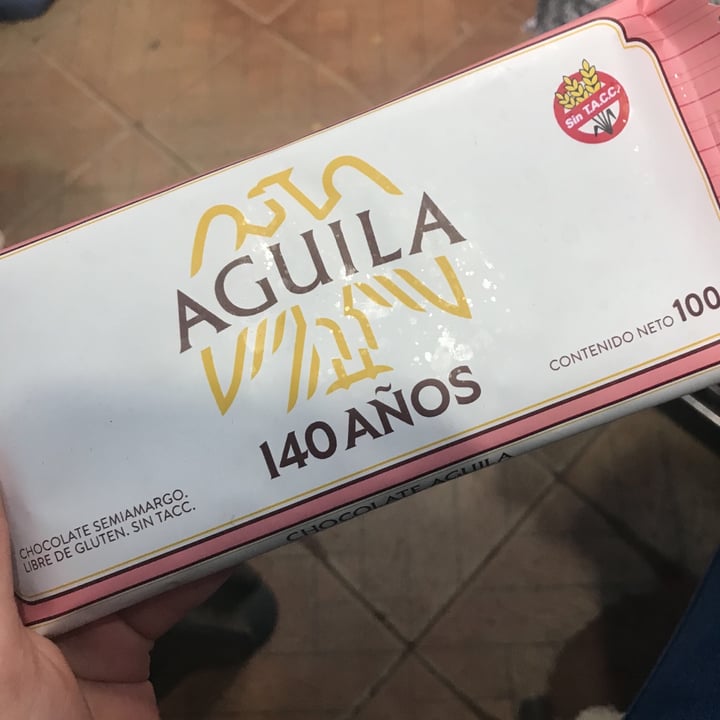 Sin T.A.C.C.
AGUILA
140 AÑOS
CONTENIDO NETO 100
CHOCOLATE SEMIAMARGO.
LIBRE DE GLUTEN. SIN TACC.
CHOCOLATE AGUILA